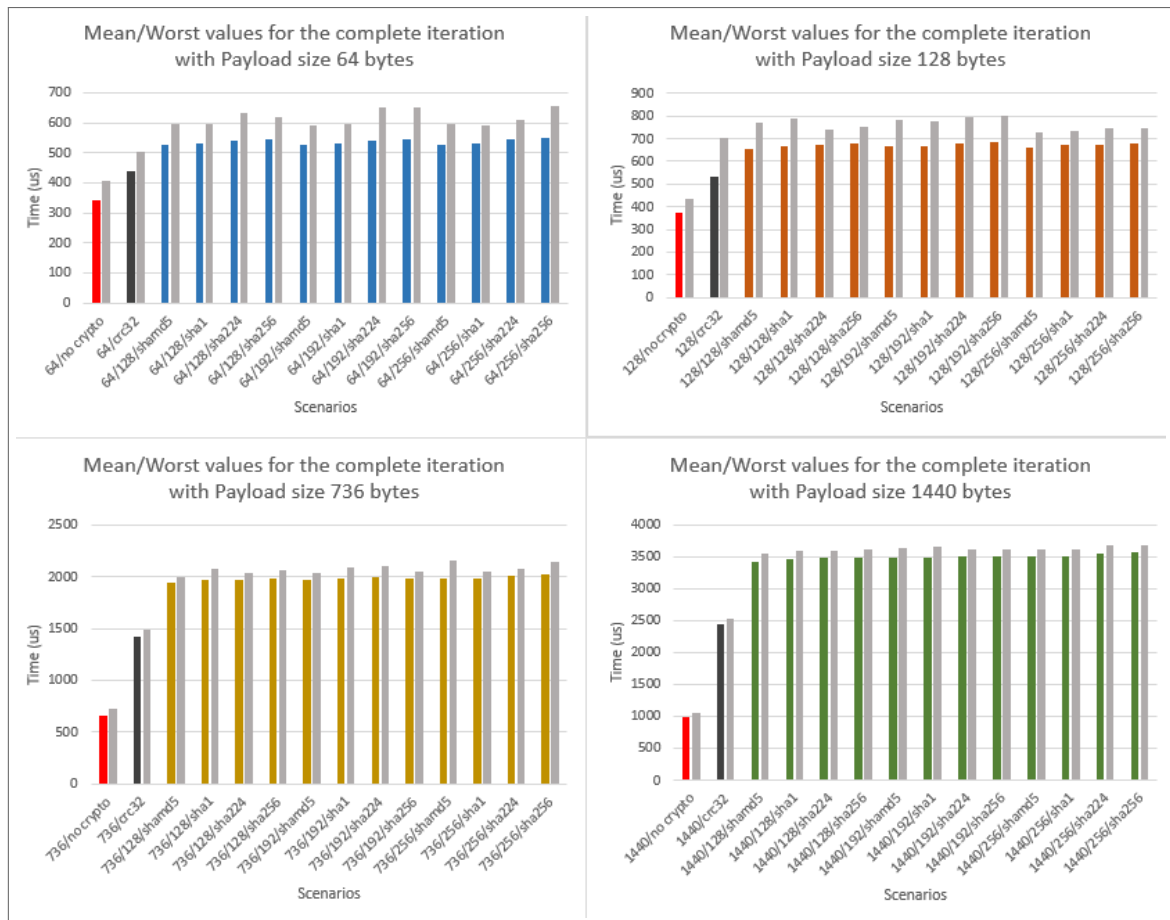 Mean/Worst values for the complete iteration
with Payload size 64 bytes
Time (us)
700
600
500
400
300
200
100
0
64/no crypto
64/crc32
64/128/shamd5
64/128/sha1
64/128/sha224
64/128/sha256
64/192/shamd5
64/192/sha1
64/192/sha224
64/192/sha256
64/256/shamd5
64/256/sha1
64/256/sha224
64/256/sha256
Scenarios
Mean/Worst values for the complete iteration
with Payload size 128 bytes
Time (us)
900
800
700
600
500
400
300
200
100
0
128/no crypto
128/crc32
128/128/shamd5
128/128/sha1
128/128/sha224
128/128/sha256
128/192/shamd5
128/192/sha1
128/192/sha224
128/192/sha256
128/256/shamd5
128/256/sha1
128/256/sha224
128/256/sha256
Scenarios
Mean/Worst values for the complete iteration
with Payload size 736 bytes
Time (us)
2500
2000
1500
1000
500
0
736/no crypto
736/crc32
736/128/shamd5
736/128/sha1
736/128/sha224
736/128/sha256
736/192/shamd5
736/192/sha1
736/192/sha224
736/192/sha256
736/256/shamd5
736/256/sha1
736/256/sha224
736/256/sha256
Scenarios
Mean/Worst values for the complete iteration
with Payload size 1440 bytes
Time (us)
4000
3500
3000
2500
2000
1500
1000
500
0
1440/no crypto
1440/crc32
1440/128/shamd5
1440/128/sha1
1440/128/sha224
1440/128/sha256
1440/192/shamd5
1440/192/sha1
1440/192/sha224
1440/192/sha256
1440/256/shamd5
1440/256/sha1
1440/256/sha224
1440/256/sha256
Scenarios